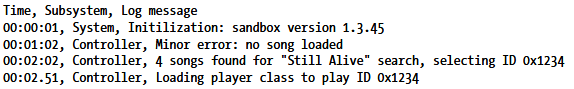 Time, Subsystem, Log message
00:00:01, System, Initilization: sandbox version 1.3.45
00:01:02, Controller, Minor error: no song loaded
00:02:02, Controller, 4 songs found for "Still Alive" search, selecting ID 0x1234
00:02.51, Controller, Loading player class to play ID 0x1234